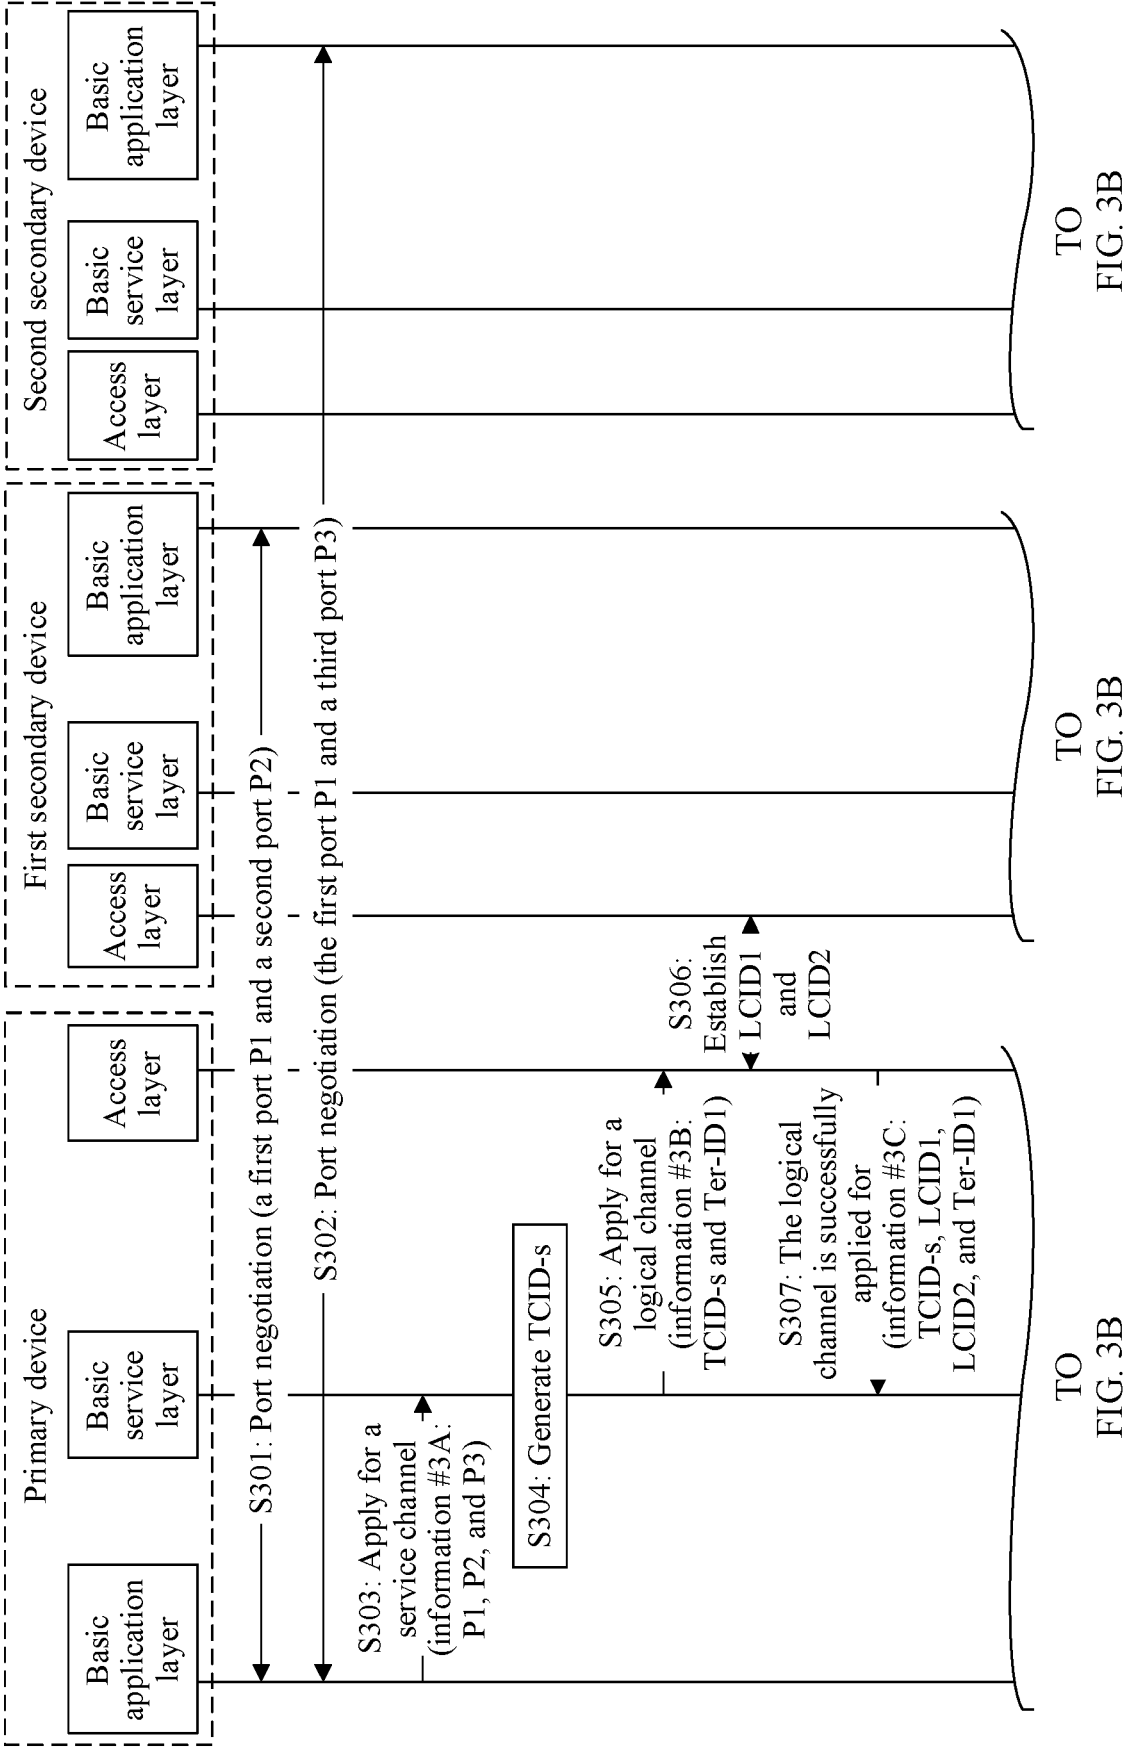 Primary device
Basic
application
layer
Basic
service
layer
Access
layer
First secondary device
Access
layer
Basic
service
layer
Basic
application
layer
Second secondary device
Access
layer
Basic
service
layer
Basic
application
layer
S301: Port negotiation (a first port P1 and a second port P2)
S302: Port negotiation (the first port P1 and a third port P3)
S303: Apply for a
service channel
(information #3A:
P1, P2, and P3)
S304: Generate TCID-s
S305: Apply for a
logical channel
(information #3B:
TCID-s and Ter-ID1)
S306:
Establish
LCID1
and
LCID2
S307: The logical
channel is successfully
applied for
(information #3C:
TCID-s, LCID1,
LCID2, and Ter-ID1)
TO
FIG. 3B
TO
FIG. 3B
TO
FIG. 3B